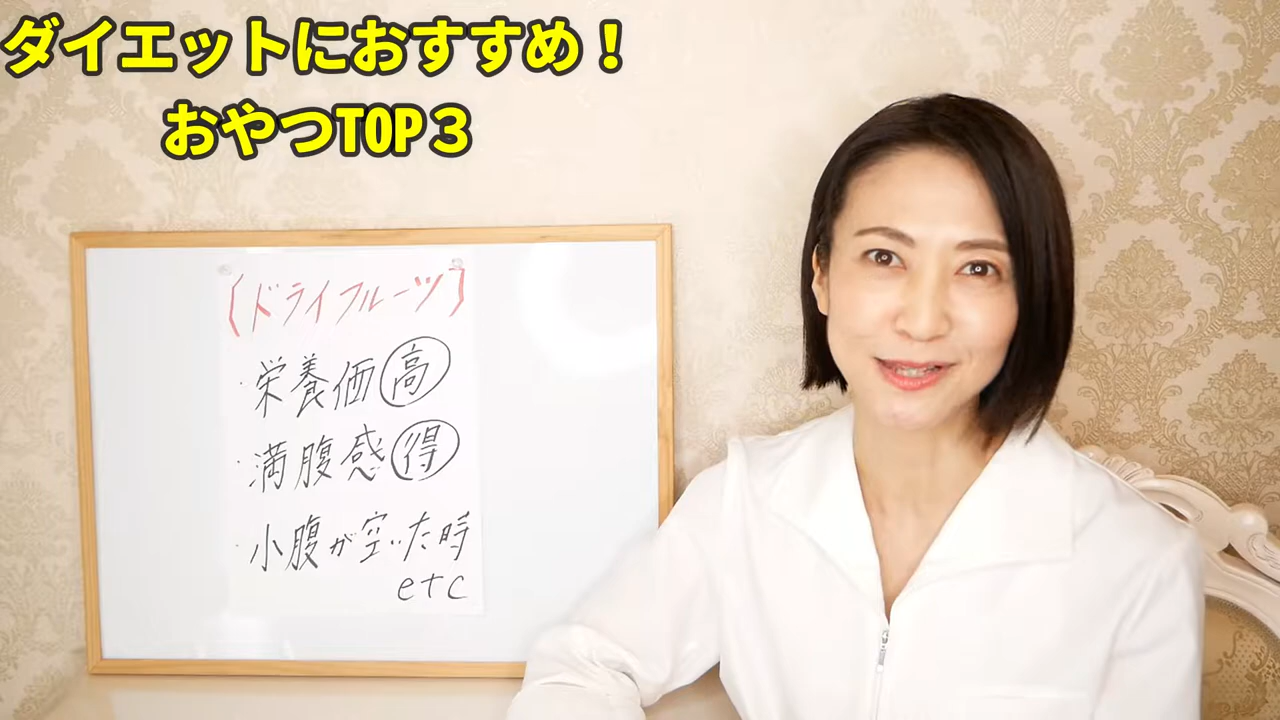 ダイエットにおすすめ！
おやつTOP３
〔ドライフルーツ〕
・栄養価高
・満腹感得
・小腹が空いた時
etc